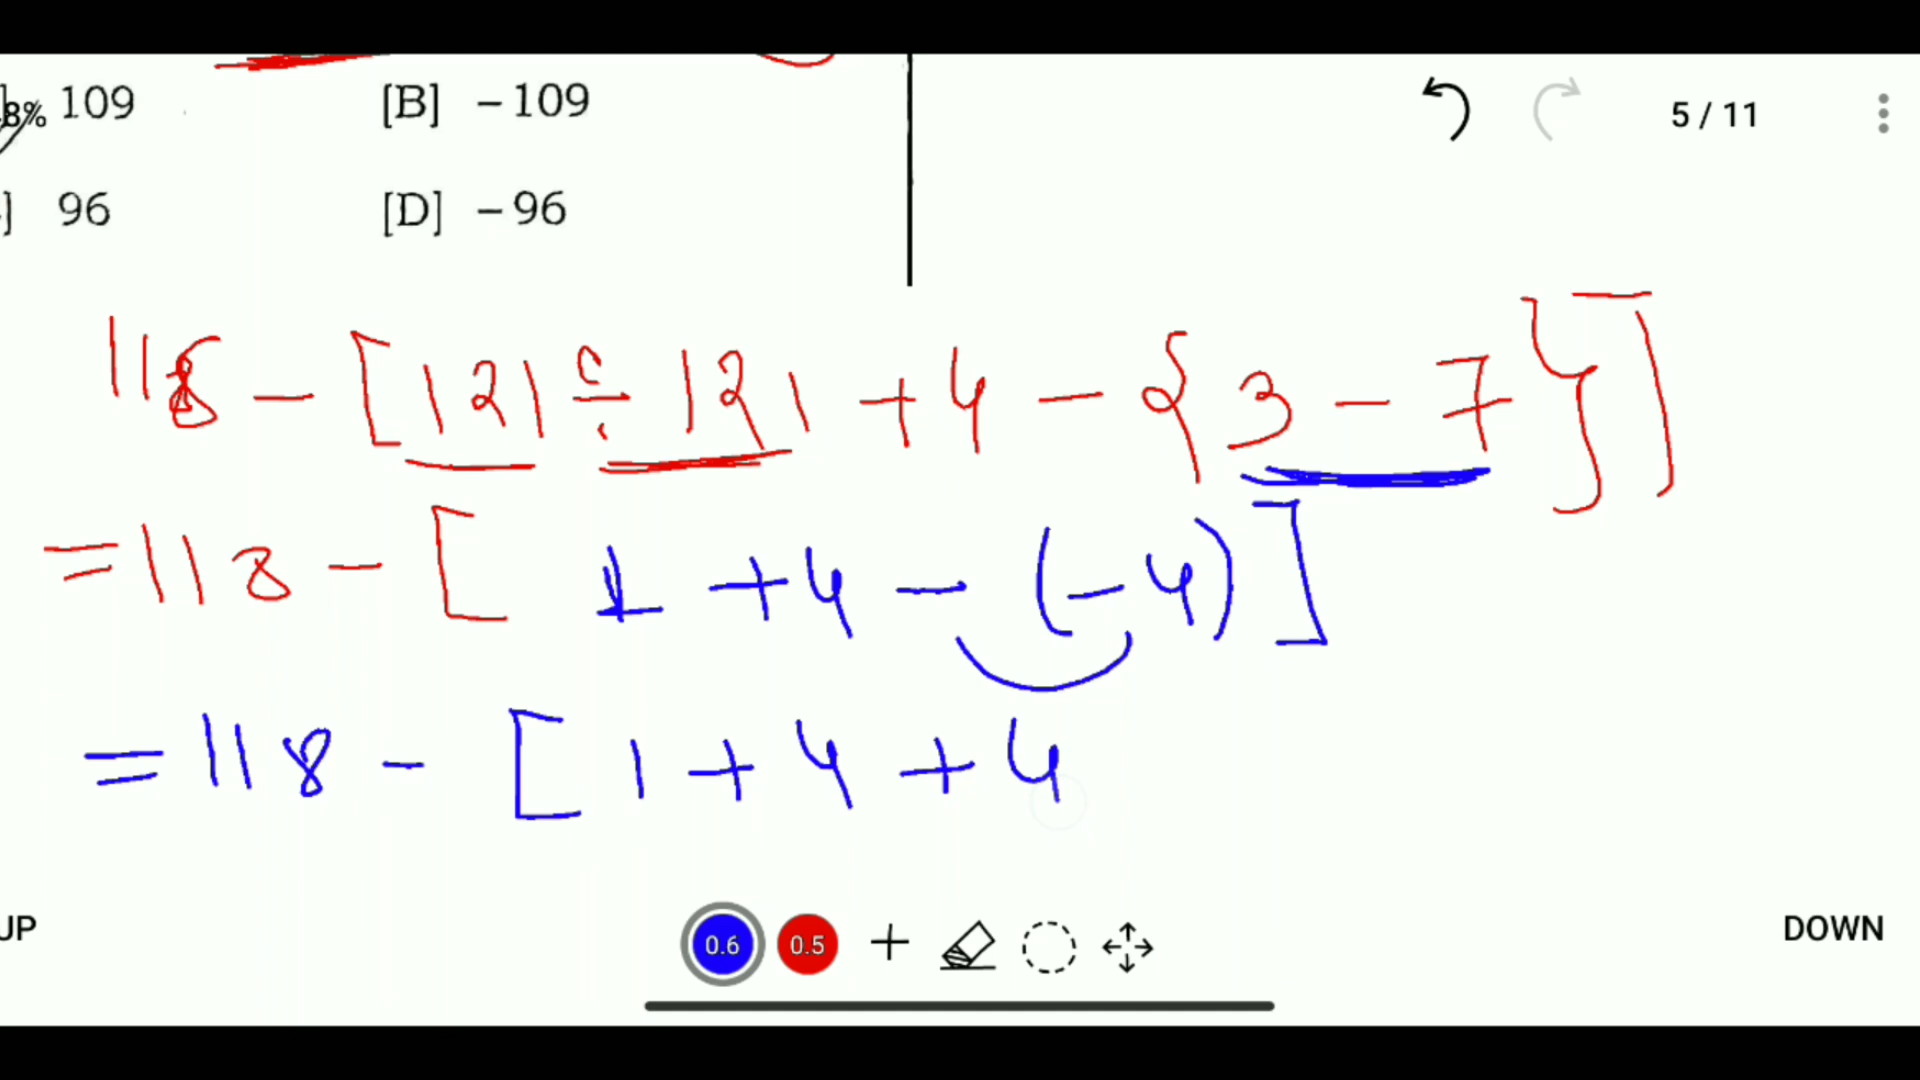 109 [B] – 109
8%
5 / 11
96 [D] – 96
118 – [121 ÷ 121 + 4 – {3 – 7}]
= 118 – [ 1 + 4 – (– 4) ]
= 118 – [ 1 + 4 + 4
UP DOWN
0.6 0.5